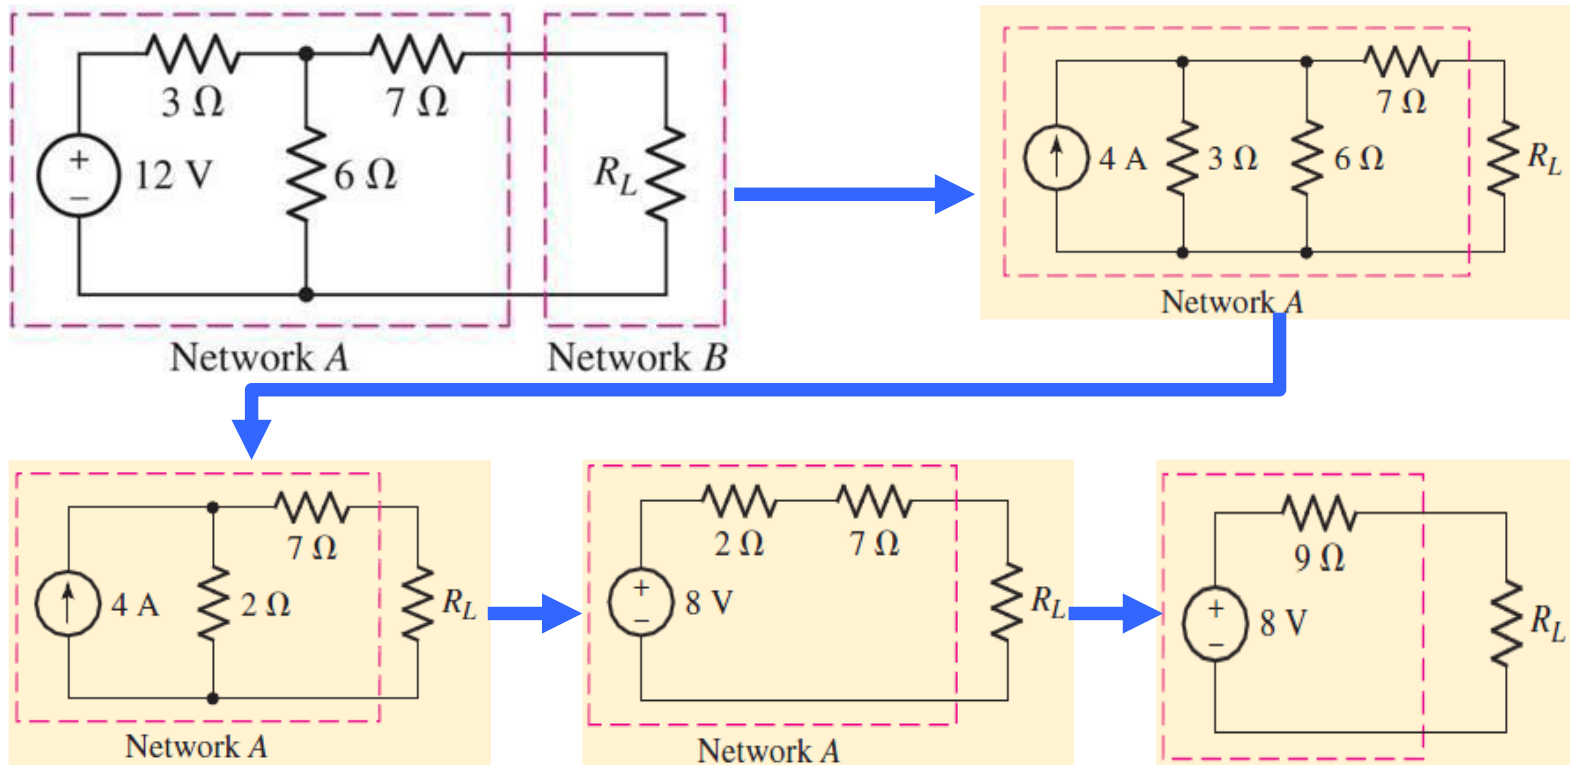 3 Ω
7 Ω
+
−
12 V
6 Ω
R_L
Network A
Network B
7 Ω
4 A
3 Ω
6 Ω
R_L
Network A
7 Ω
4 A
2 Ω
R_L
Network A
2 Ω
7 Ω
+
−
8 V
R_L
Network A
9 Ω
+
−
8 V
R_L